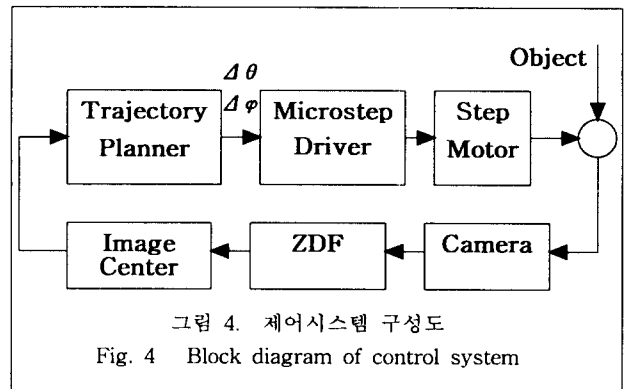 Object
Δθ
Δφ
Trajectory
Planner
Microstep
Driver
Step
Motor
Image
Center
ZDF
Camera
그림 4. 제어시스템 구성도
Fig. 4 Block diagram of control system